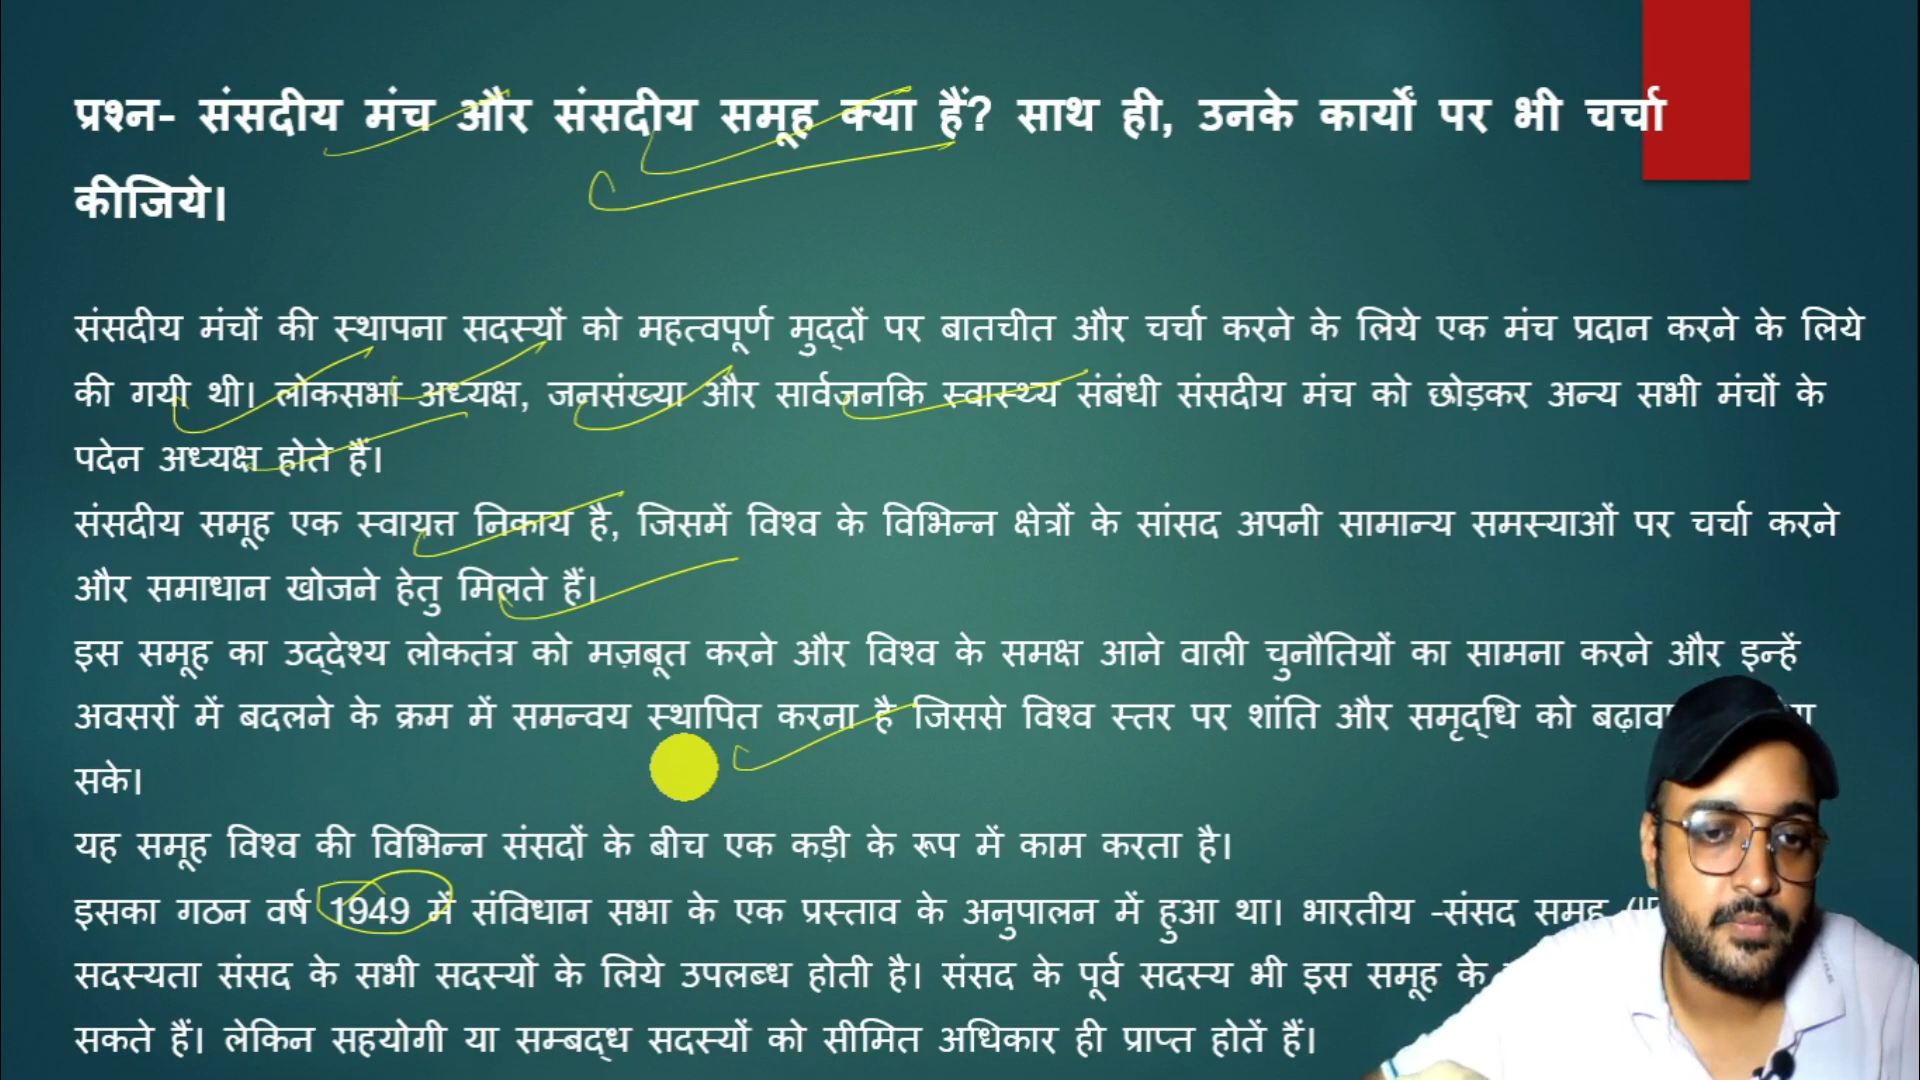 प्रश्न- संसदीय मंच और संसदीय समूह क्या हैं? साथ ही, उनके कार्यों पर भी चर्चा
कीजिये।
संसदीय मंचों की स्थापना सदस्यों को महत्वपूर्ण मुद्दों पर बातचीत और चर्चा करने के लिये एक मंच प्रदान करने के लिये
की गयी थी। लोकसभा अध्यक्ष, जनसंख्या और सार्वजनकि स्वास्थ्य संबंधी संसदीय मंच को छोड़कर अन्य सभी मंचों के
पदेन अध्यक्ष होते हैं।
संसदीय समूह एक स्वायत्त निकाय है, जिसमें विश्व के विभिन्न क्षेत्रों के सांसद अपनी सामान्य समस्याओं पर चर्चा करने
और समाधान खोजने हेतु मिलते हैं।
इस समूह का उद्देश्य लोकतंत्र को मज़बूत करने और विश्व के समक्ष आने वाली चुनौतियों का सामना करने और इन्हें
अवसरों में बदलने के क्रम में समन्वय स्थापित करना है जिससे विश्व स्तर पर शांति और समृद्धि को
सके।
यह समूह विश्व की विभिन्न संसदों के बीच एक कड़ी के रूप में काम करता है।
इसका गठन वर्ष 1949 में संविधान सभा के एक प्रस्ताव के अनुपालन में हुआ था। भारतीय -संसद समूह
सदस्यता संसद के सभी सदस्यों के लिये उपलब्ध होती है। संसद के पूर्व सदस्य भी इस समूह के
सकते हैं। लेकिन सहयोगी या सम्बद्ध सदस्यों को सीमित अधिकार ही प्राप्त होतें हैं।